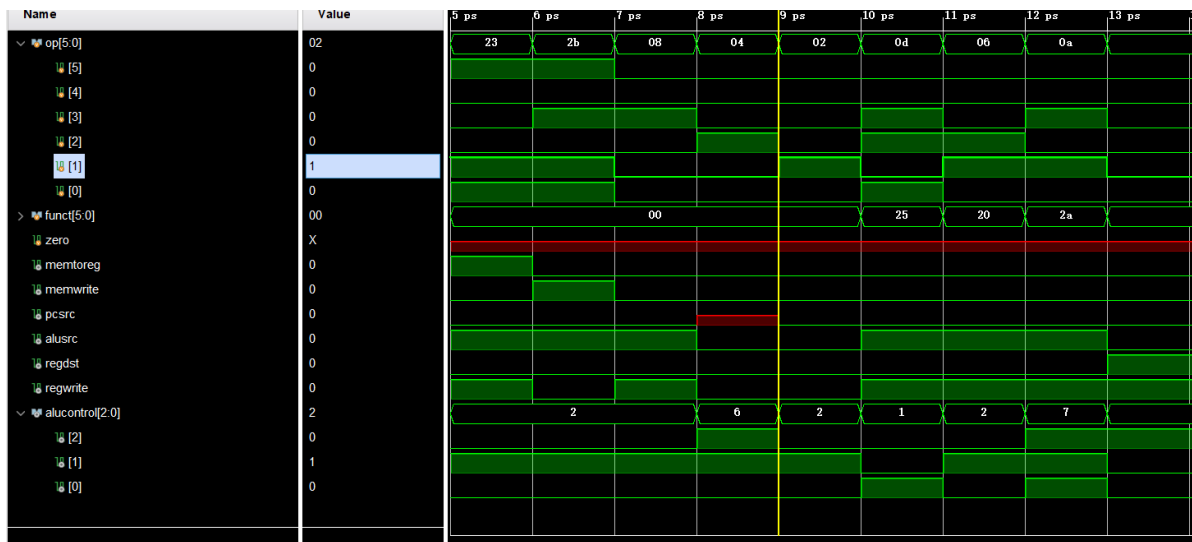 Name Value 5 ps 6 ps 7 ps 8 ps 9 ps 10 ps 11 ps 12 ps 13 ps
op[5:0] 02 23 2b 08 04 02 0d 06 0a
[5] 0
[4] 0
[3] 0
[2] 0
[1] 1
[0] 0
funct[5:0] 00 00 25 20 2a
zero X
memtoreg 0
memwrite 0
pcsrc 0
alusrc 0
regdst 0
regwrite 0
alucontrol[2:0] 2 2 6 2 1 2 7
[2] 0
[1] 1
[0] 0